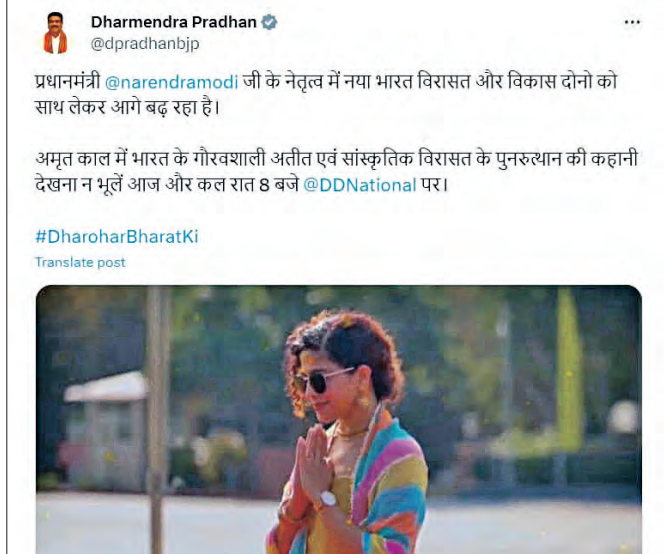 Dharmendra Pradhan
@dpradhanbjp
प्रधानमंत्री @narendramodi जी के नेतृत्व में नया भारत विरासत और विकास दोनो को
साथ लेकर आगे बढ़ रहा है।
अमृत काल में भारत के गौरवशाली अतीत एवं सांस्कृतिक विरासत के पुनरुत्थान की कहानी
देखना न भूलें आज और कल रात 8 बजे @DDNational पर।
#DharoharBharatKi
Translate post